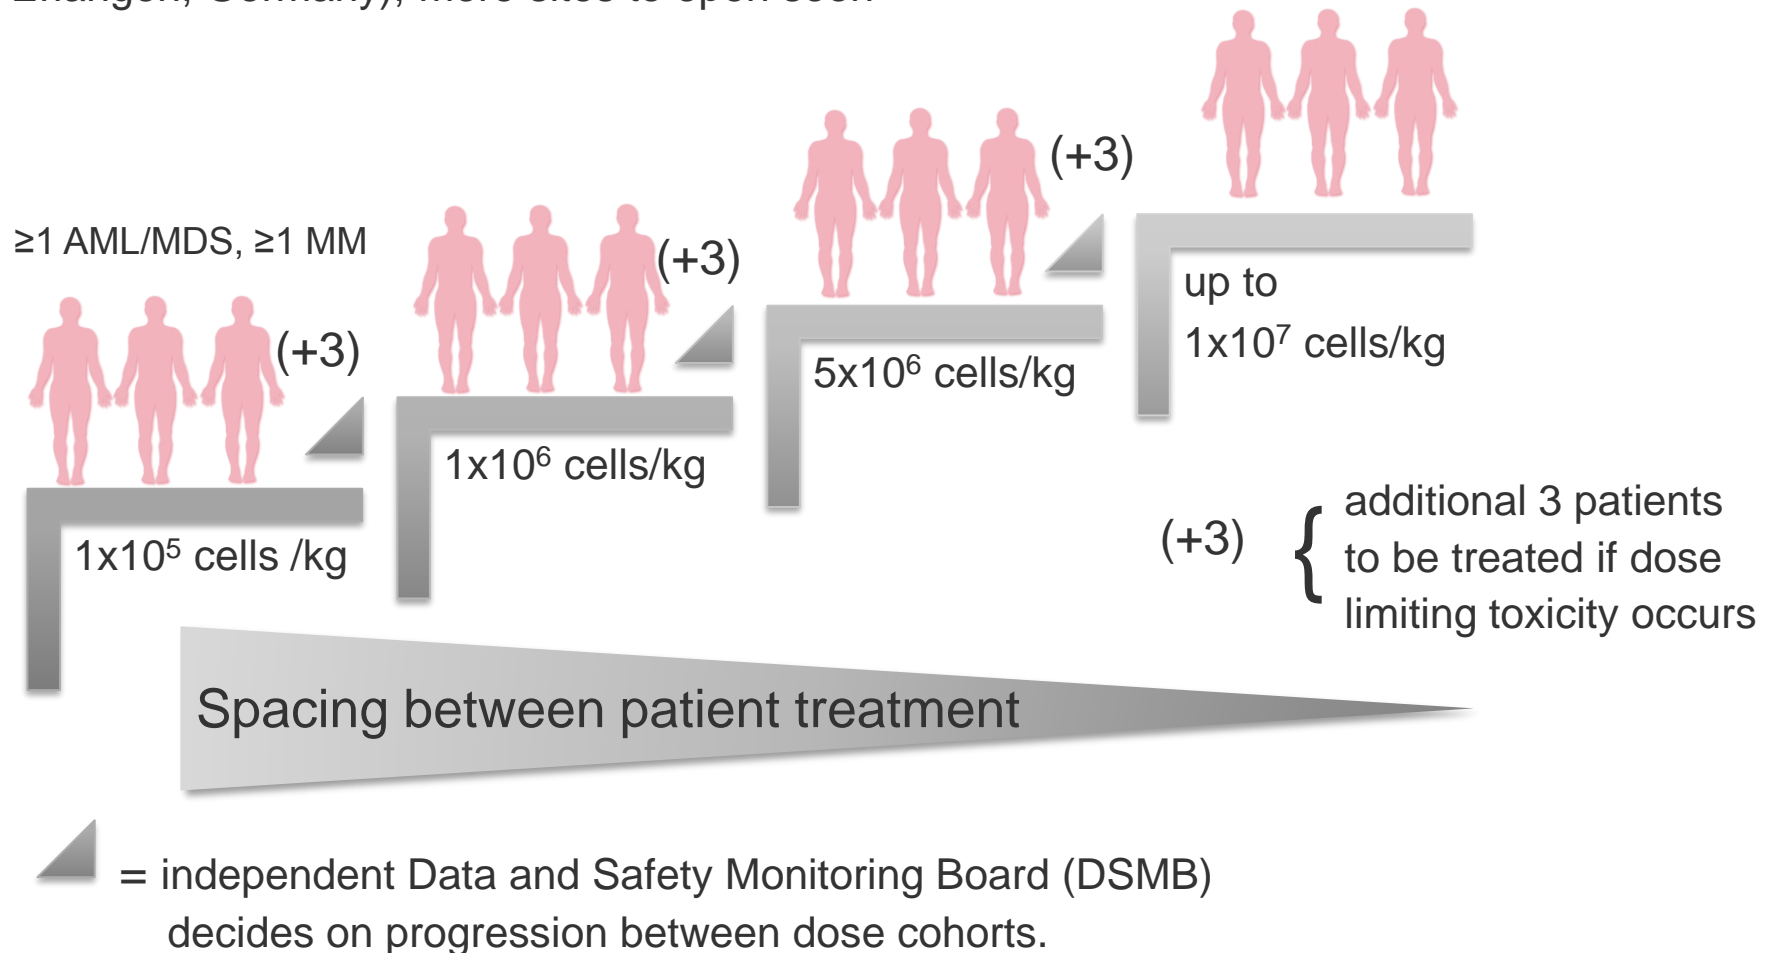 ≥1 AML/MDS, ≥1 MM
(+3)
1x10⁵ cells /kg
(+3)
1x10⁶ cells/kg
(+3)
5x10⁶ cells/kg
up to
1x10⁷ cells/kg
(+3) { additional 3 patients
to be treated if dose
limiting toxicity occurs
Spacing between patient treatment
= independent Data and Safety Monitoring Board (DSMB)
decides on progression between dose cohorts.